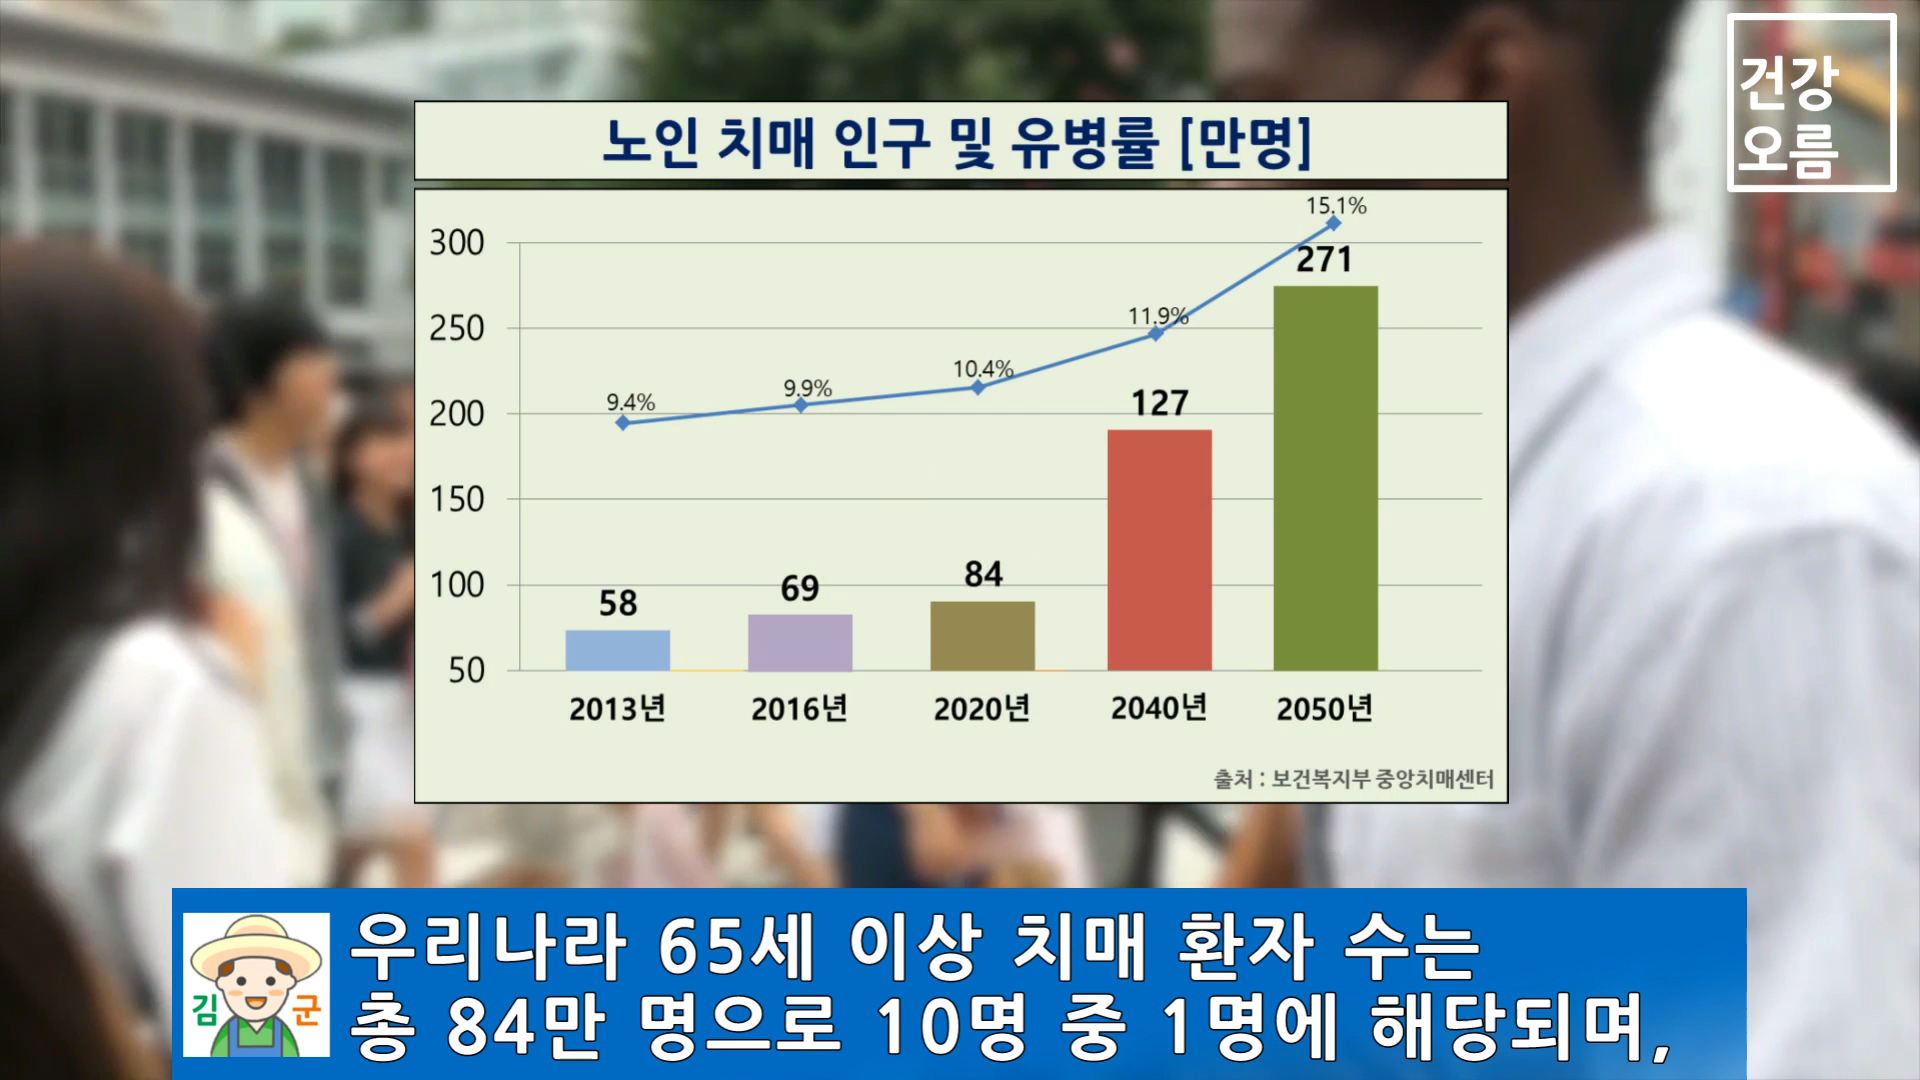 건강
오름
노인 치매 인구 및 유병률 [만명]
300
250
200
150
100
50
9.4%
9.9%
10.4%
11.9%
15.1%
58
69
84
127
271
2013년
2016년
2020년
2040년
2050년
출처 : 보건복지부 중앙치매센터
김군
우리나라 65세 이상 치매 환자 수는
총 84만 명으로 10명 중 1명에 해당되며,